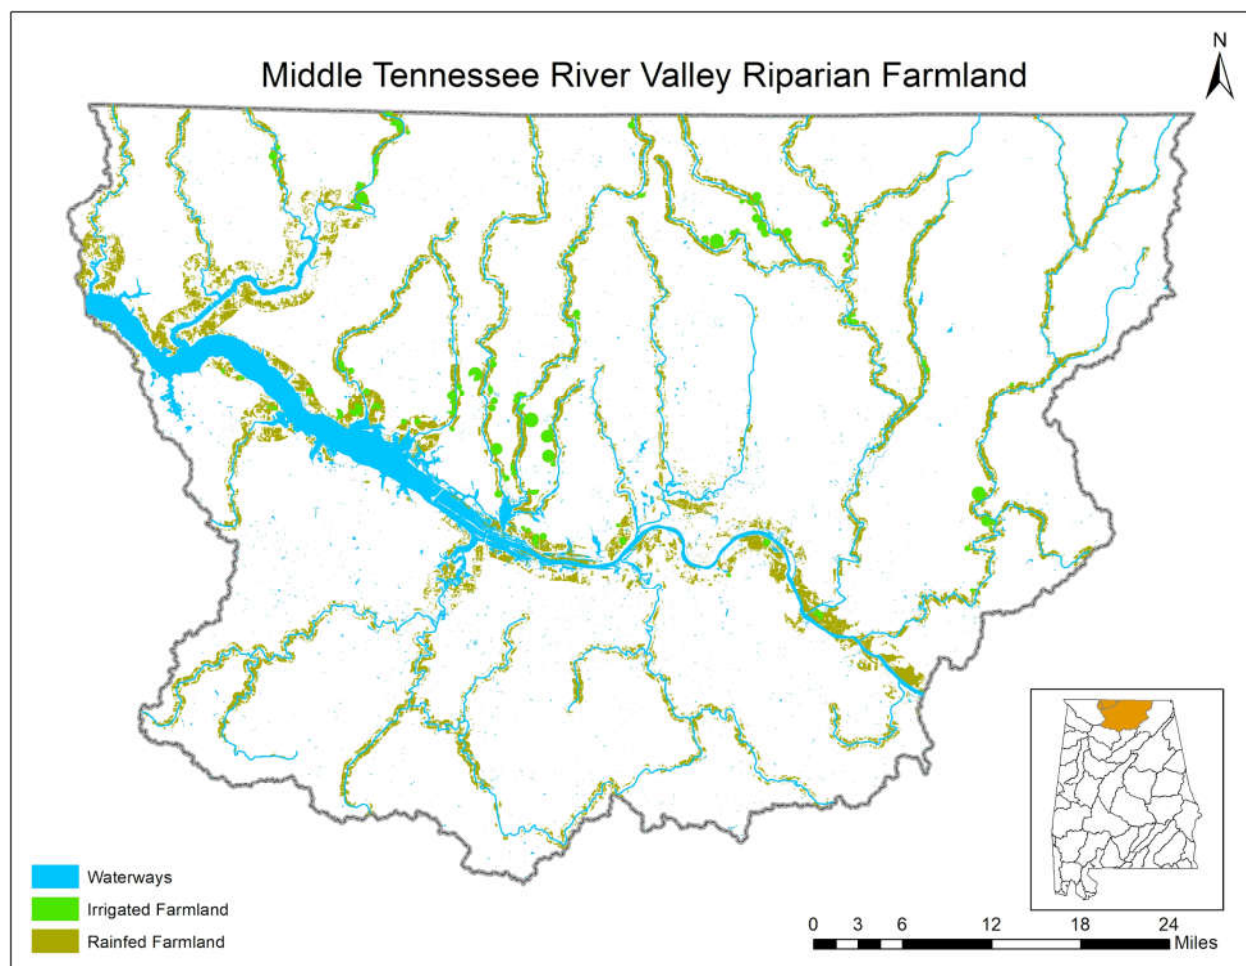 Middle Tennessee River Valley Riparian Farmland
N
Waterways
Irrigated Farmland
Rainfed Farmland
0 3 6 12 18 24
Miles